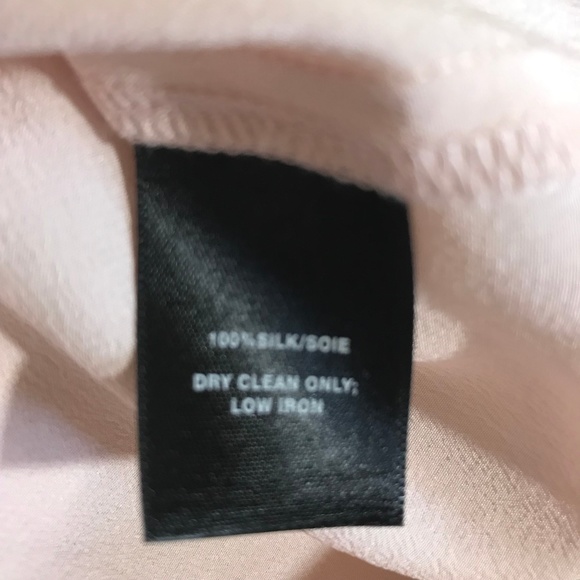 100% SILK/SOIE
DRY CLEAN ONLY;
LOW IRON